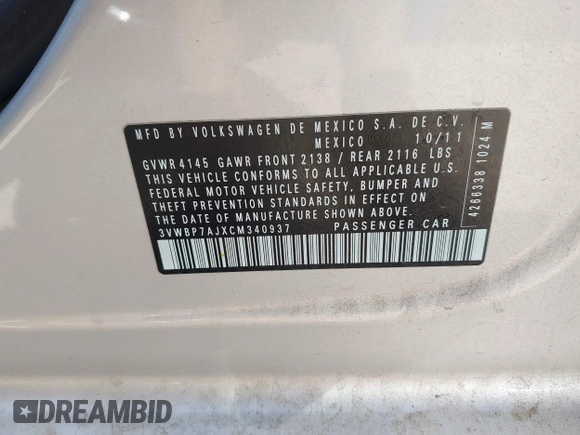 MFD BY VOLKSWAGEN DE MEXICO S.A. DE C.V.
MEXICO 10/11
GVWR 4145 GAWR FRONT 2138 / REAR 2116 LBS
THIS VEHICLE CONFORMS TO ALL APPLICABLE U.S.
FEDERAL MOTOR VEHICLE SAFETY, BUMPER AND
THEFT PREVENTION STANDARDS IN EFFECT ON
THE DATE OF MANUFACTURE SHOWN ABOVE.
3VWBP7AJXCM340937 PASSENGER CAR
4266338 1024 M
DREAMBID